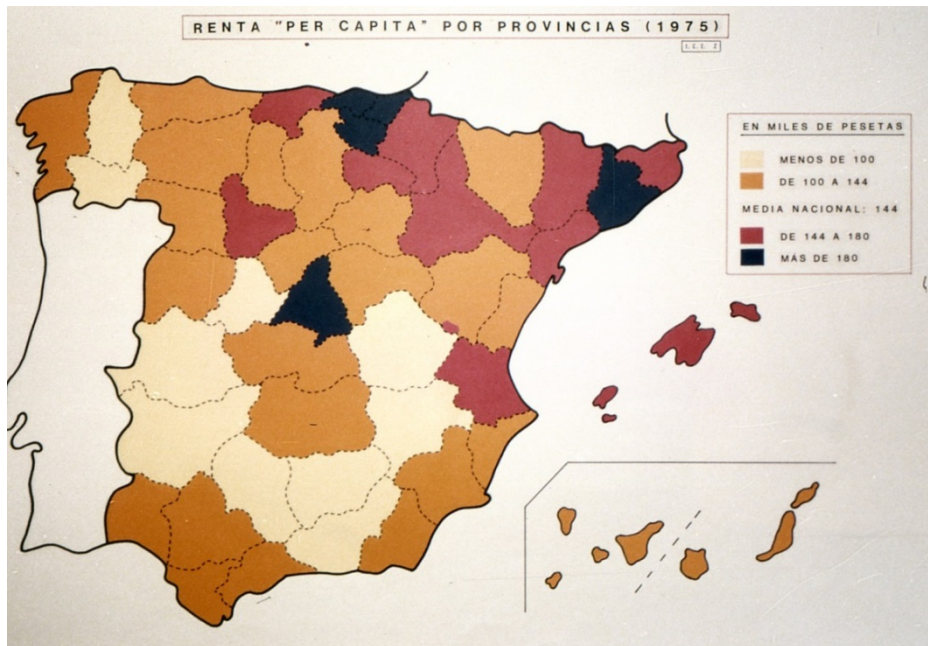 RENTA "PER CAPITA" POR PROVINCIAS (1975)
EN MILES DE PESETAS
MENOS DE 100
DE 100 A 144
MEDIA NACIONAL: 144
DE 144 A 180
MÁS DE 180